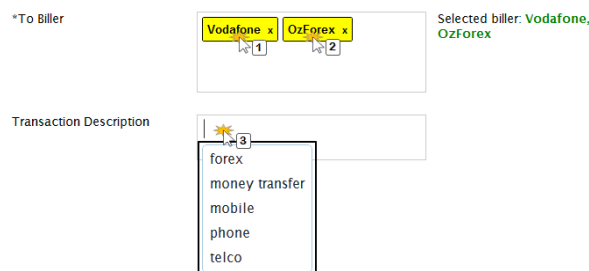 *To Biller
Vodafone x OzForex x
1 2
Selected biller: Vodafone,
OzForex
Transaction Description
3
forex
money transfer
mobile
phone
telco